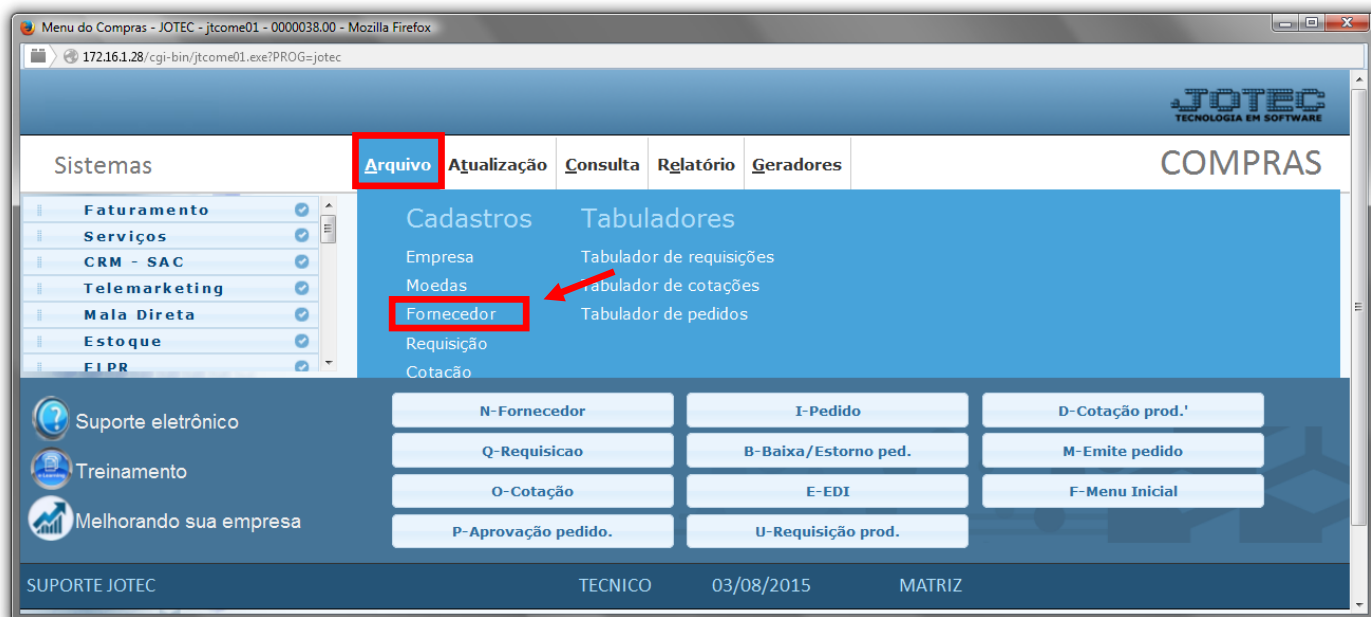 Menu do Compras - JOTEC - jtcome01 - 0000038.00 - Mozilla Firefox
172.16.1.28/cgi-bin/jtcome01.exe?PROG=jotec
JOTEC
TECNOLOGIA EM SOFTWARE
Sistemas
Arquivo Atualização Consulta Relatório Geradores
COMPRAS
Faturamento
Serviços
CRM - SAC
Telemarketing
Mala Direta
Estoque
FLPR
Cadastros
Empresa
Moedas
Fornecedor
Requisição
Cotação
Tabuladores
Tabulador de requisições
Tabulador de cotações
Tabulador de pedidos
Suporte eletrônico
Treinamento
Melhorando sua empresa
N-Fornecedor I-Pedido D-Cotação prod.'
Q-Requisicao B-Baixa/Estorno ped. M-Emite pedido
O-Cotação E-EDI F-Menu Inicial
P-Aprovação pedido. U-Requisição prod.
SUPORTE JOTEC TECNICO 03/08/2015 MATRIZ